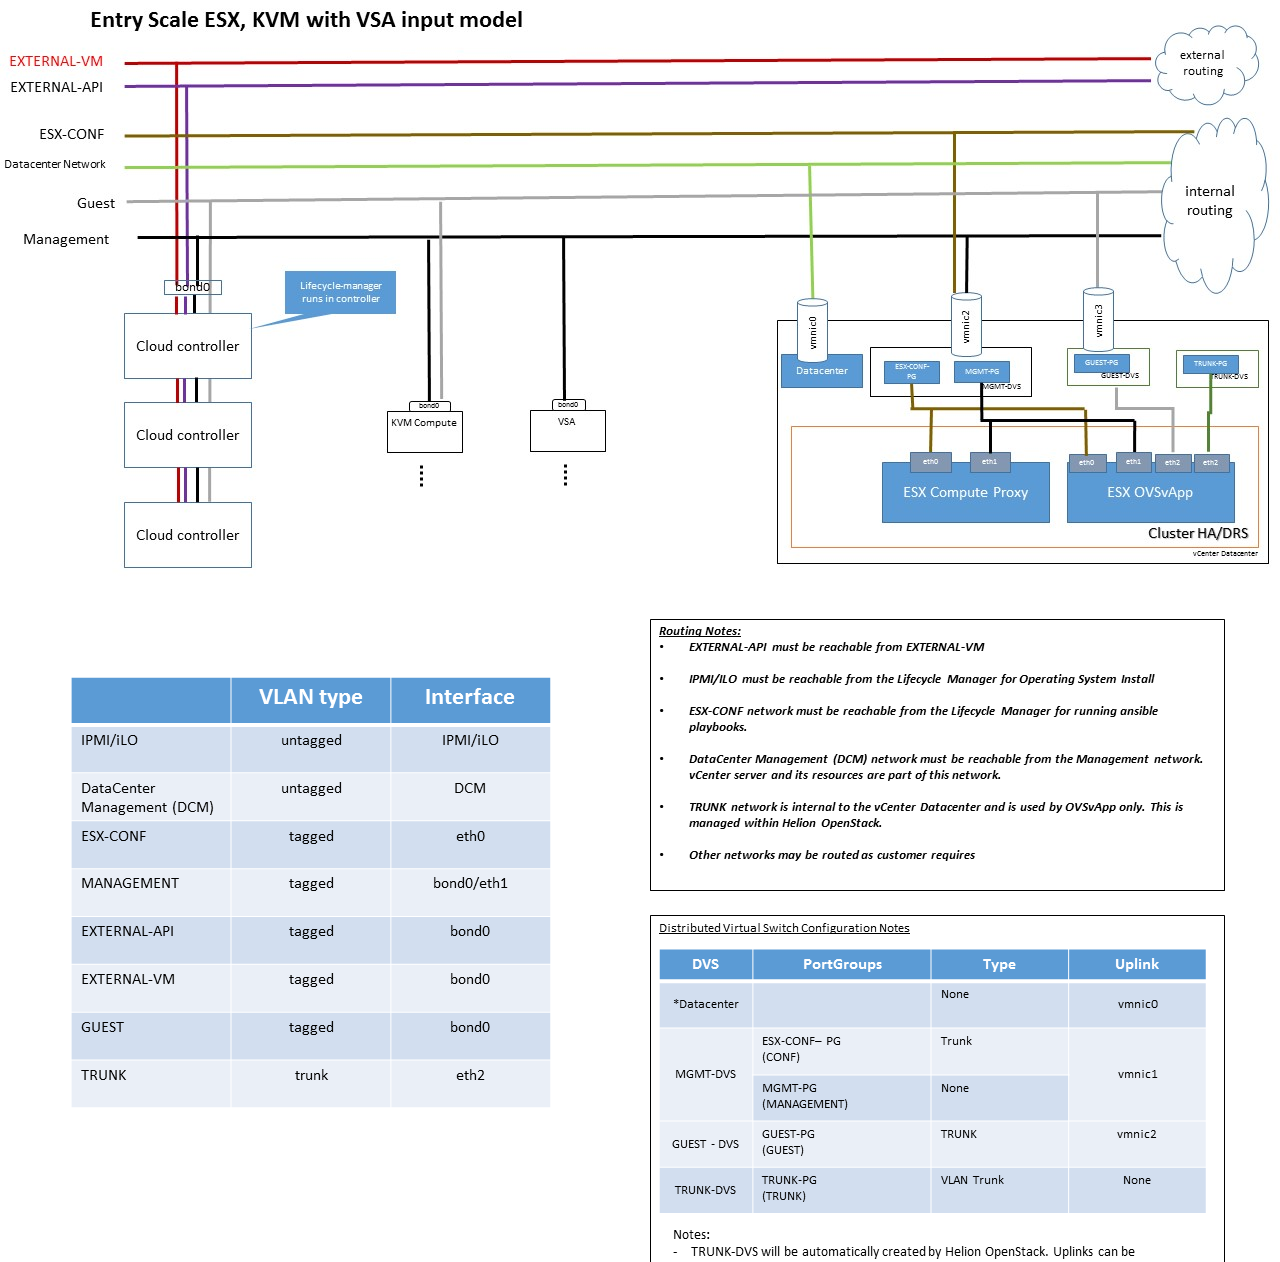 Entry Scale ESX, KVM with VSA input model
EXTERNAL-VM
EXTERNAL-API
ESX-CONF
Datacenter Network
Guest
Management
external
routing
internal
routing
bond0
Lifecycle-manager
runs in controller
Cloud controller
Cloud controller
Cloud controller
bond0
KVM Compute
bond0
VSA
vmnic0
vmnic2
vmnic3
Datacenter
ESX-CONF-
PG
MGMT-PG
MGMT-DVS
GUEST-PG
GUEST-DVS
TRUNK-PG
TRUNK-DVS
eth0
eth1
eth0
eth1
eth2
eth2
ESX Compute Proxy
ESX OVSvApp
Cluster HA/DRS
vCenter Datacenter
VLAN type Interface
IPMI/iLO untagged IPMI/iLO
DataCenter
Management (DCM) untagged DCM
ESX-CONF tagged eth0
MANAGEMENT tagged bond0/eth1
EXTERNAL-API tagged bond0
EXTERNAL-VM tagged bond0
GUEST tagged bond0
TRUNK trunk eth2
Routing Notes:
• EXTERNAL-API must be reachable from EXTERNAL-VM
• IPMI/ILO must be reachable from the Lifecycle Manager for Operating System Install
• ESX-CONF network must be reachable from the Lifecycle Manager for running ansible
playbooks.
• DataCenter Management (DCM) network must be reachable from the Management network.
vCenter server and its resources are part of this network.
• TRUNK network is internal to the vCenter Datacenter and is used by OVSvApp only. This is
managed within Helion OpenStack.
• Other networks may be routed as customer requires
Distributed Virtual Switch Configuration Notes
DVS PortGroups Type Uplink
*Datacenter None vmnic0
MGMT-DVS
ESX-CONF– PG
(CONF)
Trunk
vmnic1
MGMT-PG
(MANAGEMENT)
None
GUEST - DVS
GUEST-PG
(GUEST)
TRUNK
vmnic2
TRUNK-DVS
TRUNK-PG
(TRUNK)
VLAN Trunk
None
Notes:
- TRUNK-DVS will be automatically created by Helion OpenStack. Uplinks can be